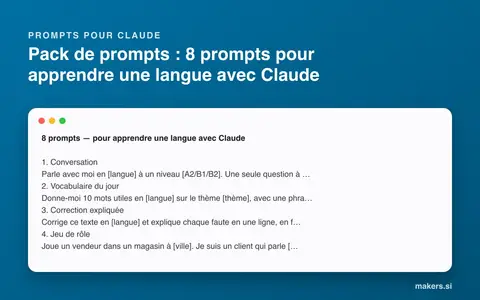 PROMPTS POUR CLAUDE
Pack de prompts : 8 prompts pour
apprendre une langue avec Claude
8 prompts — pour apprendre une langue avec Claude
1. Conversation
Parle avec moi en [langue] à un niveau [A2/B1/B2]. Une seule question à …
2. Vocabulaire du jour
Donne-moi 10 mots utiles en [langue] sur le thème [thème], avec une phra…
3. Correction expliquée
Corrige ce texte en [langue] et explique chaque faute en une ligne, en f…
4. Jeu de rôle
Joue un vendeur dans un magasin à [ville]. Je suis un client qui parle […
makers.si